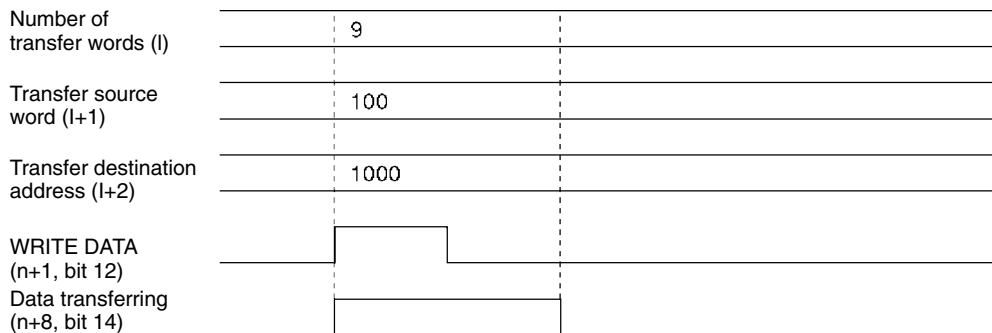 Number of
transfer words (l)
9
Transfer source
word (l+1)
100
Transfer destination
address (l+2)
1000
WRITE DATA
(n+1, bit 12)
Data transferring
(n+8, bit 14)